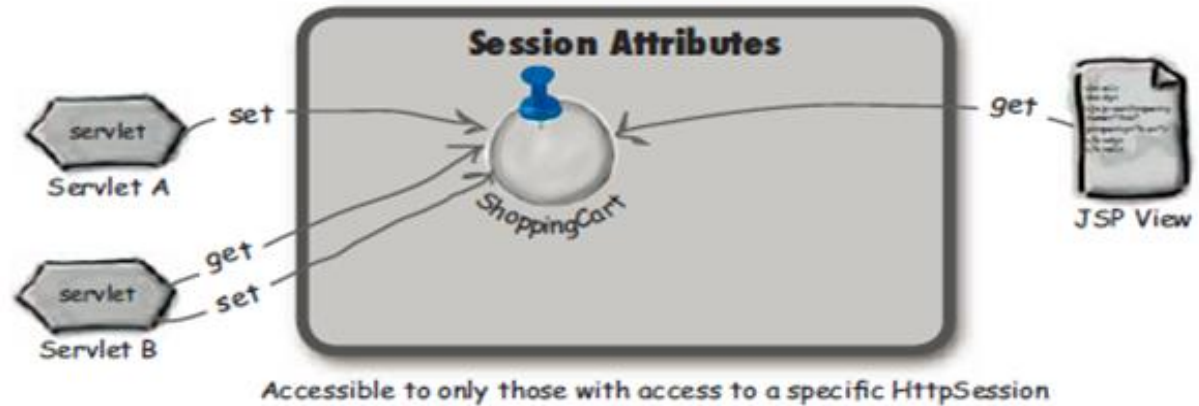 Session Attributes
servlet
set
Servlet A
get
JSP View
ShoppingCart
get
set
servlet
Servlet B
Accessible to only those with access to a specific HttpSession